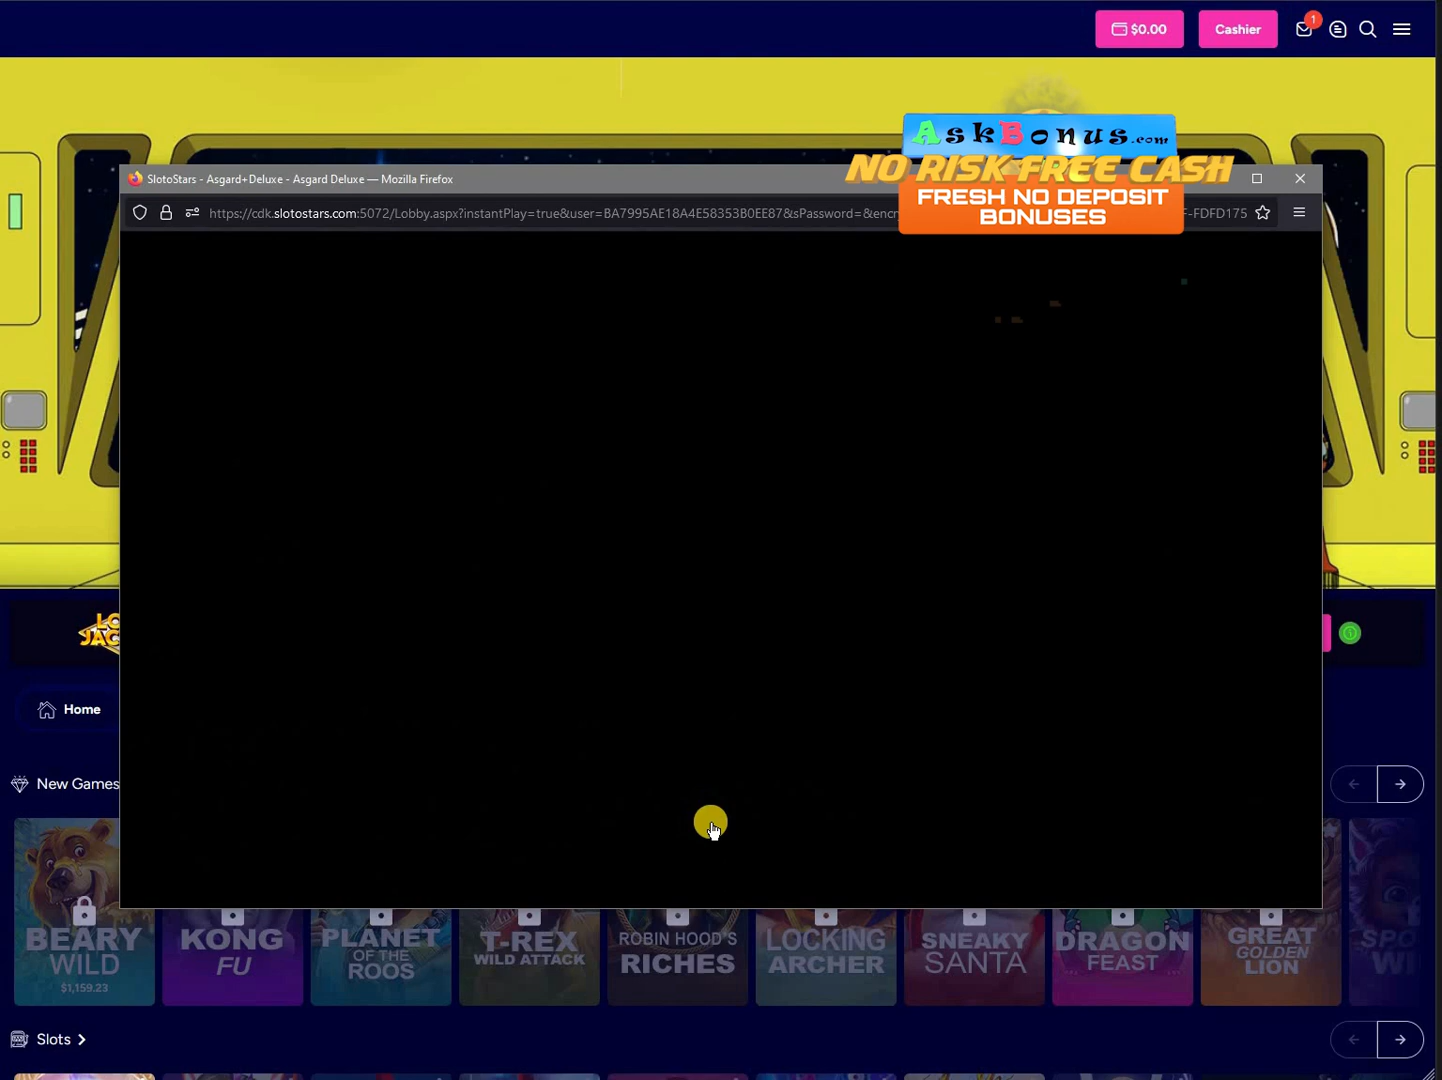 $0.00
Cashier
1
AskBonus.com
NO RISK FREE CASH
FRESH NO DEPOSIT
BONUSES
SlotoStars - Asgard+Deluxe - Asgard Deluxe — Mozilla Firefox
https://cdk.slotostars.com:5072/Lobby.aspx?instantPlay=true&user=BA7995AE18A4E58353B0EE87&sPassword=&encr
-FDFD175
Home
New Games
BEARY
WILD
$1,159.23
KONG
FU
PLANET
OF THE
ROOS
T-REX
WILD ATTACK
ROBIN HOOD'S
RICHES
LOCKING
ARCHER
SNEAKY
SANTA
DRAGON
FEAST
GREAT
GOLDEN
LION
Slots